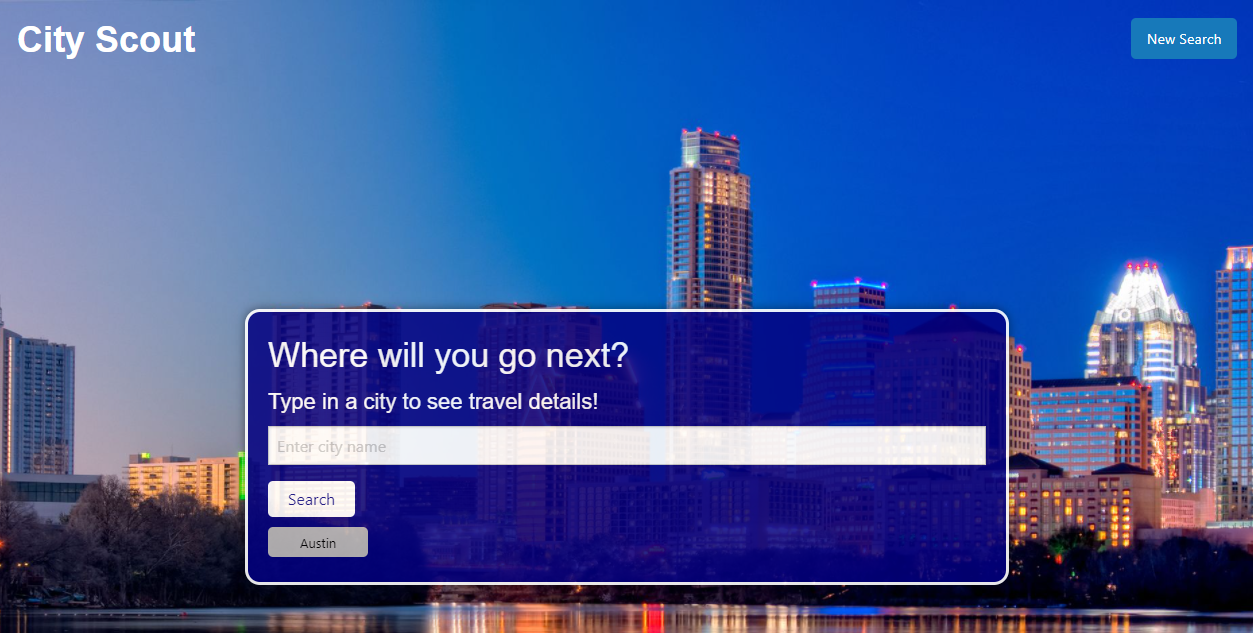 City Scout
New Search
Where will you go next?
Type in a city to see travel details!
Enter city name
Search
Austin